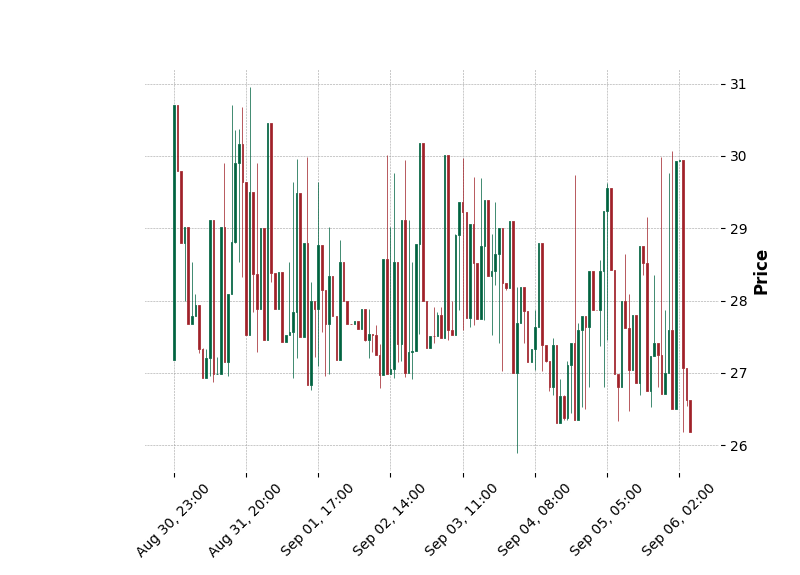 31
30
29
28
27
26
Price
Aug 30, 23:00
Aug 31, 20:00
Sep 01, 17:00
Sep 02, 14:00
Sep 03, 11:00
Sep 04, 08:00
Sep 05, 05:00
Sep 06, 02:00